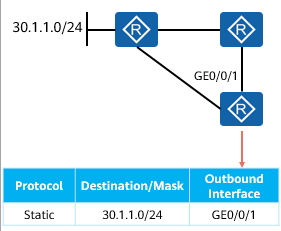 30.1.1.0/24
R
R
GE0/0/1
R
Protocol Destination/Mask Outbound Interface
Static 30.1.1.0/24 GE0/0/1